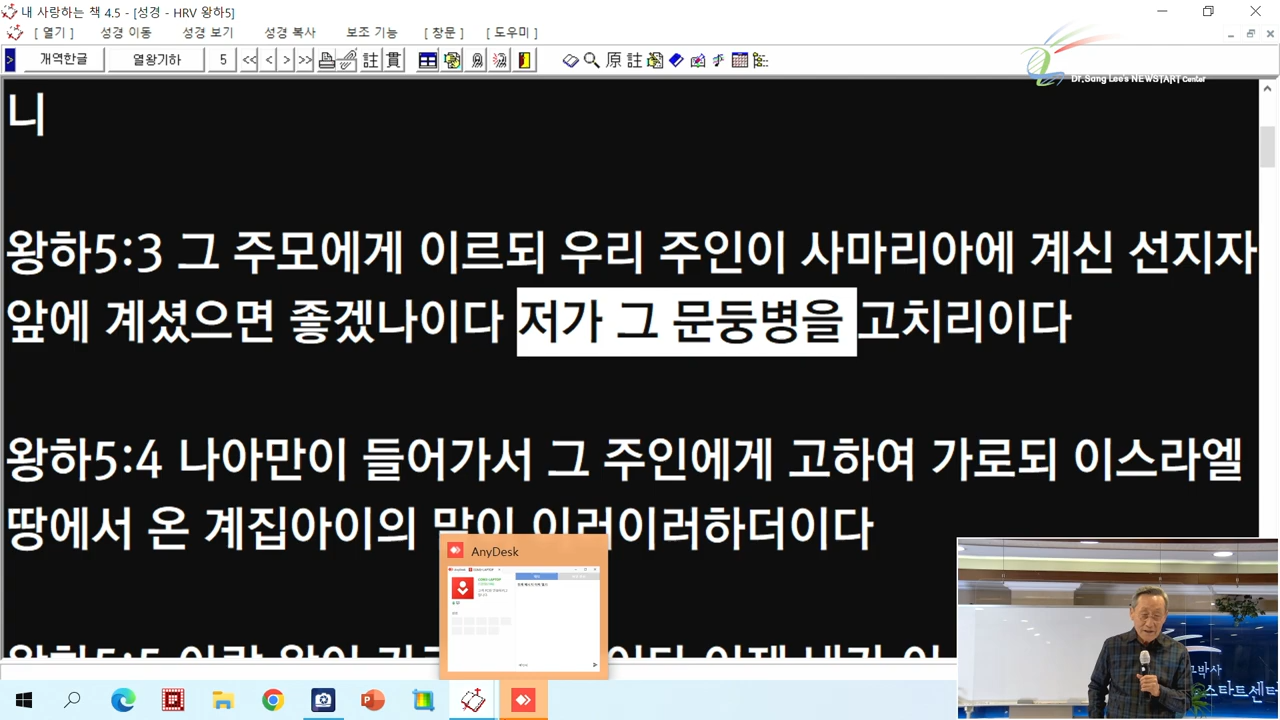 내 사랑하는 책 4.5 - [성경 - HRV 왕하5]
[ 열기 ] 성경 이동 성경 보기 성경 복사 보조 기능 [ 창문 ] [ 도우미 ]
> 개역한글 열왕기하 5 << < > >> 註 貫 原 註
Dr.Sang Lee's NEWSTART Center
니
왕하5:3 그 주모에게 이르되 우리 주인이 사마리아에 계신 선지자
앞에 계셨으면 좋겠나이다 저가 그 문둥병을 고치리이다
왕하5:4 나아만이 들어가서 그 주인에게 고하여 가로되 이스라엘
땅에서 온 계집아이의 말이 이러이러하더이다
AnyDesk
왕하5:5 아람 왕이